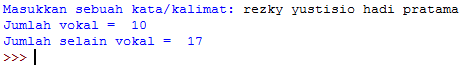 Masukkan sebuah kata/kalimat: rezky yustisio hadi pratama
Jumlah vokal =  10
Jumlah selain vokal =  17
>>>